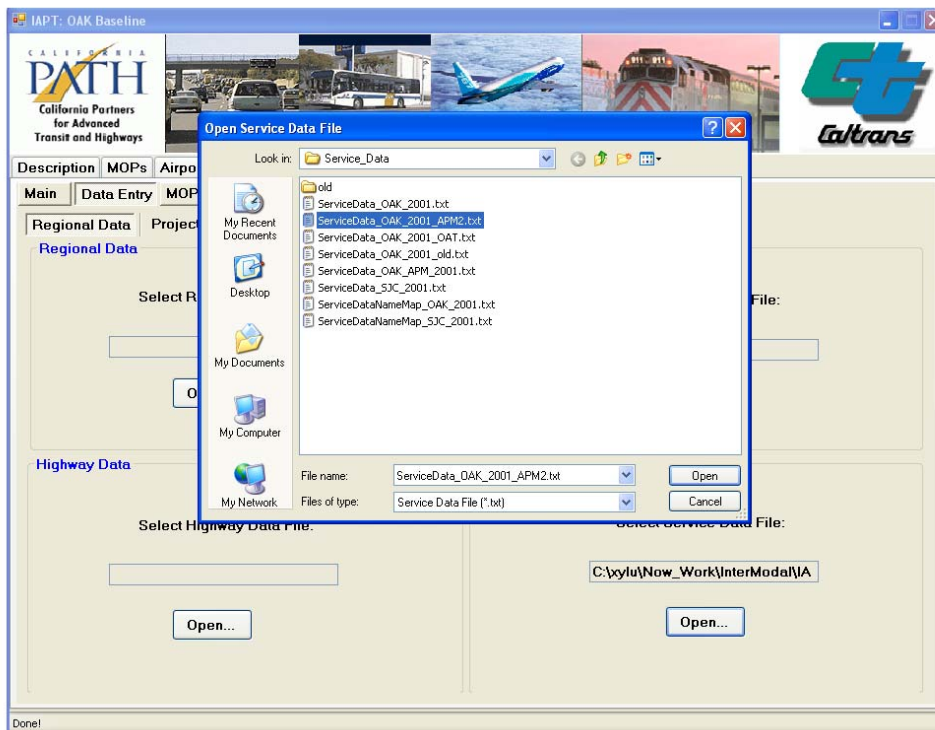 IAPT: OAK Baseline
CALIFORNIA
PATH
California Partners
for Advanced
Transit and Highways
Caltrans
Open Service Data File
Look in: Service_Data
Description MOPs Airpo
Main Data Entry MOP
Regional Data Project
Regional Data
Select R
File:
O
My Recent
Documents
Desktop
My Documents
My Computer
My Network
old
ServiceData_OAK_2001.txt
ServiceData_OAK_2001_APM2.txt
ServiceData_OAK_2001_OAT.txt
ServiceData_OAK_2001_old.txt
ServiceData_OAK_APM_2001.txt
ServiceData_SJC_2001.txt
ServiceDataNameMap_OAK_2001.txt
ServiceDataNameMap_SJC_2001.txt
File name: ServiceData_OAK_2001_APM2.txt Open
Files of type: Service Data File (*.txt) Cancel
Highway Data
Select Highway Data File:
Select Service Data File:
C:\xylu\Now_Work\InterModal\IA
Open...
Open...
Done!